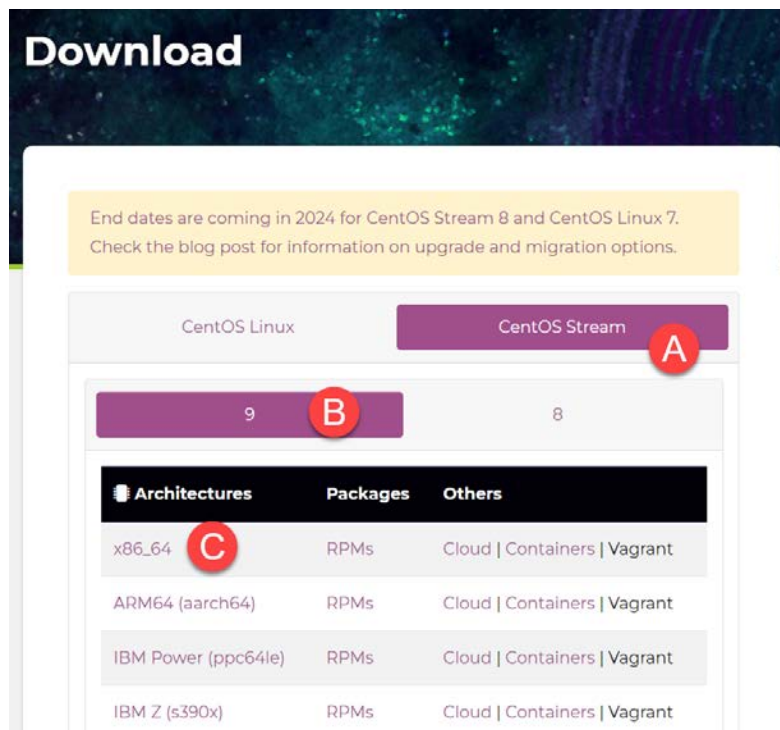 Download
End dates are coming in 2024 for CentOS Stream 8 and CentOS Linux 7.
Check the blog post for information on upgrade and migration options.
CentOS Linux CentOS Stream A
9 B 8
Architectures Packages Others
x86_64 C RPMs Cloud | Containers | Vagrant
ARM64 (aarch64) RPMs Cloud | Containers | Vagrant
IBM Power (ppc64le) RPMs Cloud | Containers | Vagrant
IBM Z (s390x) RPMs Cloud | Containers | Vagrant